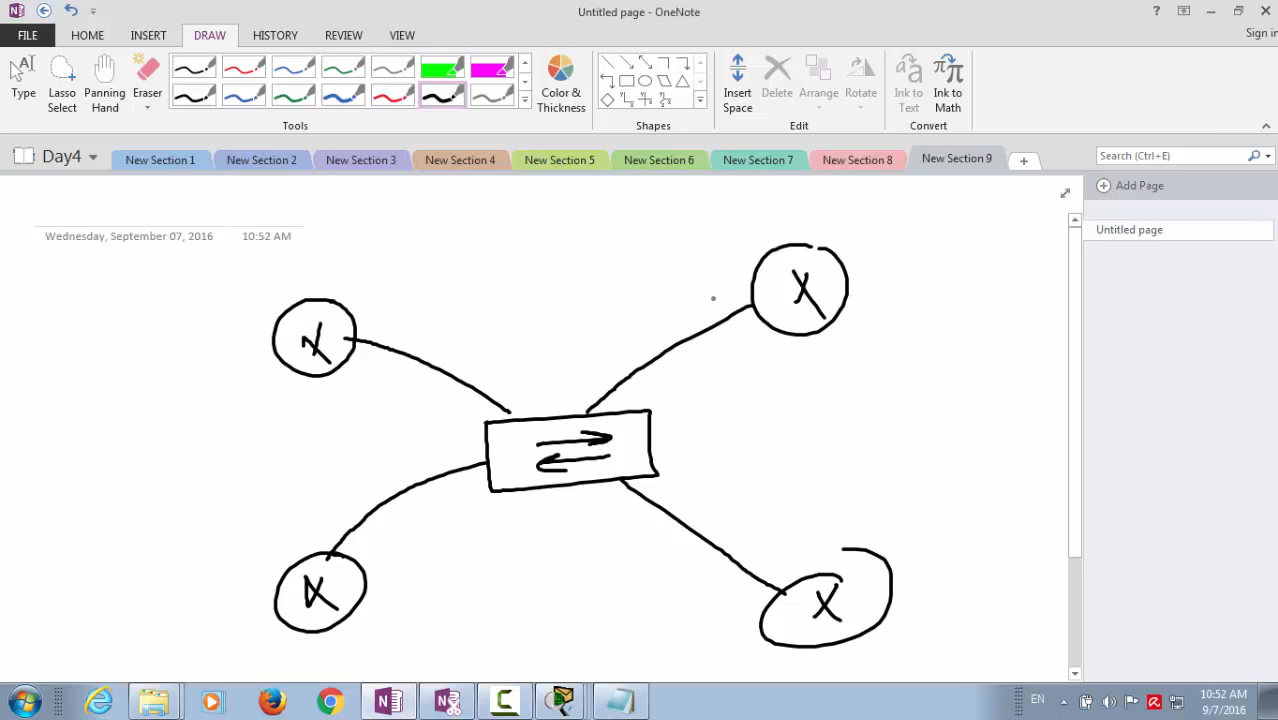 Untitled page - OneNote
?
Sign in
FILE HOME INSERT DRAW HISTORY REVIEW VIEW
Type
Lasso Select
Panning Hand
Eraser
Color & Thickness
Insert Space
Delete
Arrange
Rotate
Ink to Text
Ink to Math
Tools
Shapes
Edit
Convert
Day4
New Section 1 New Section 2 New Section 3 New Section 4 New Section 5 New Section 6 New Section 7 New Section 8 New Section 9 +
Search (Ctrl+E)
Add Page
Untitled page
Wednesday, September 07, 2016 10:52 AM
X
X
X
X
EN
10:52 AM
9/7/2016